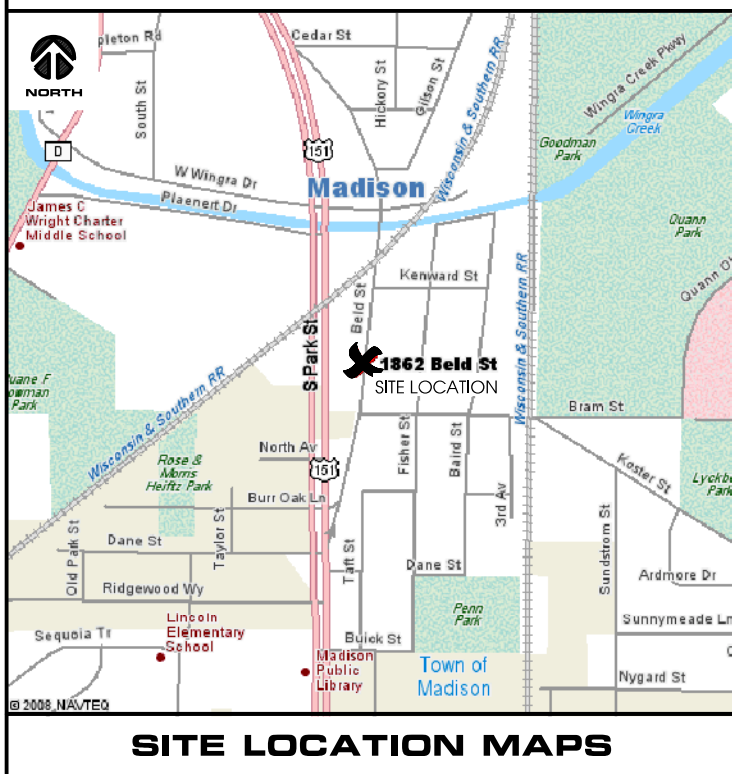 pleton Rd
Cedar St
NORTH
South St
Hickory St
Gilson St
Wisconsin & Southern RR
Wingra Creek Pkwy
Wingra
Creek
Goodman
Park
D
151
W Wingra Dr
Madison
Plaenert Dr
James C
Wright Charter
Middle School
Quann
Park
Quann D
Kenward St
Beld St
Wisconsin & Southern RR
S Park St
1862 Beld St
SITE LOCATION
uane F
owman
Park
Wisconsin & Southern RR
Bram St
North Av
Fisher St
Baird St
Rose &
Morris
Heiftz Park
151
Koster St
Lyckb
Park
Burr Oak Ln
3rd Av
Old Park St
Dane St
Taylor St
Taft St
Dane St
Sundstrom St
Ardmore Dr
Ridgewood Wy
Penn
Park
Sunnymeade Ln
Lincoln
Elementary
School
Sequoia Tr
Buick St
Madison
Public
Library
Town of
Madison
Nygard St
© 2008 NAVTEQ
SITE LOCATION MAPS